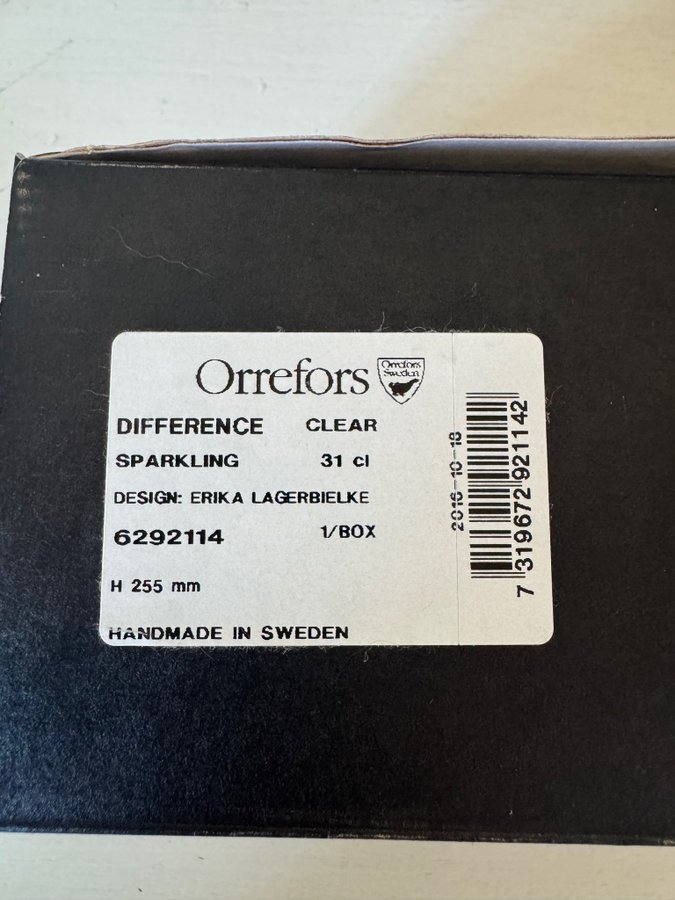 Orrefors
Orrefors
Sweden
DIFFERENCE CLEAR
SPARKLING 31 cl
DESIGN: ERIKA LAGERBIELKE
6292114 1/BOX
H 255 mm
HANDMADE IN SWEDEN
2016-10-18
7 319672 921142